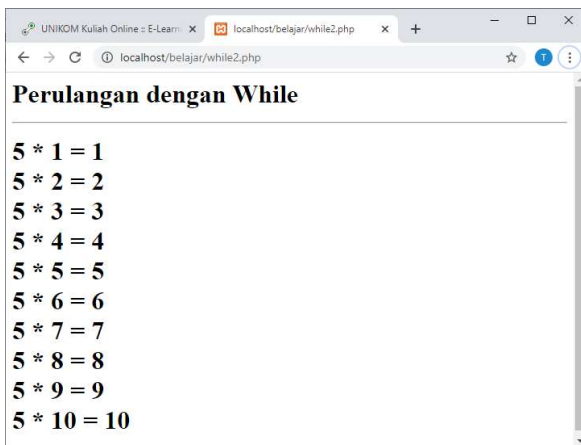 UNIKOM Kuliah Online :: E-Learn
localhost/belajar/while2.php
localhost/belajar/while2.php
T
Perulangan dengan While
5 * 1 = 1
5 * 2 = 2
5 * 3 = 3
5 * 4 = 4
5 * 5 = 5
5 * 6 = 6
5 * 7 = 7
5 * 8 = 8
5 * 9 = 9
5 * 10 = 10